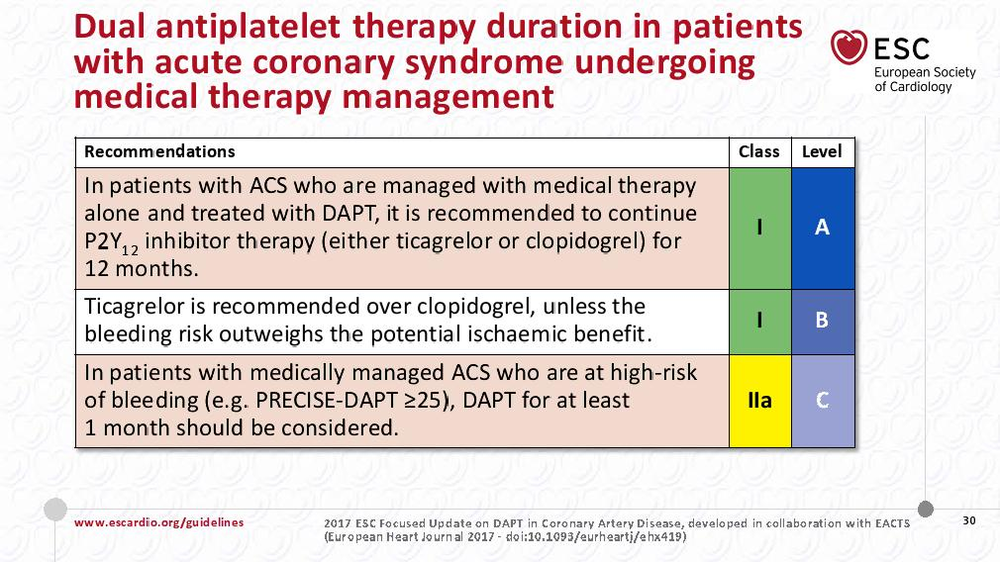 Dual antiplatelet therapy duration in patients
with acute coronary syndrome undergoing
medical therapy management
ESC
European Society
of Cardiology
Recommendations Class Level
In patients with ACS who are managed with medical therapy
alone and treated with DAPT, it is recommended to continue
P2Y12 inhibitor therapy (either ticagrelor or clopidogrel) for
12 months.
I A
Ticagrelor is recommended over clopidogrel, unless the
bleeding risk outweighs the potential ischaemic benefit.
I B
In patients with medically managed ACS who are at high-risk
of bleeding (e.g. PRECISE-DAPT ≥25), DAPT for at least
1 month should be considered.
IIa C
www.escardio.org/guidelines
2017 ESC Focused Update on DAPT in Coronary Artery Disease, developed in collaboration with EACTS
(European Heart Journal 2017 - doi:10.1093/eurheartj/ehx419)
30